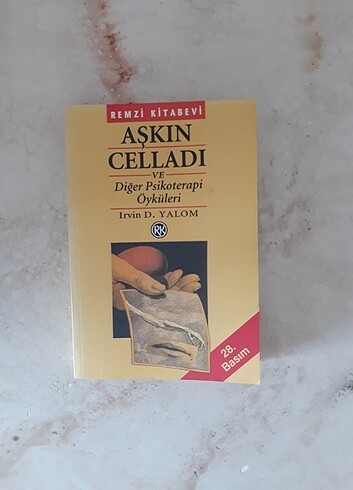 REMZİ KİTABEVİ
AŞKIN
CELLADI
VE
Diğer Psikoterapi
Öyküleri
Irvin D. YALOM
RK
28.
Basım